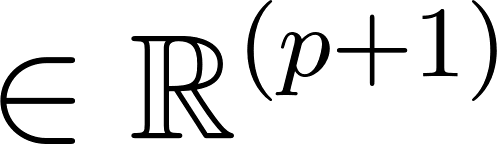 ∈ ℝ^(p+1)